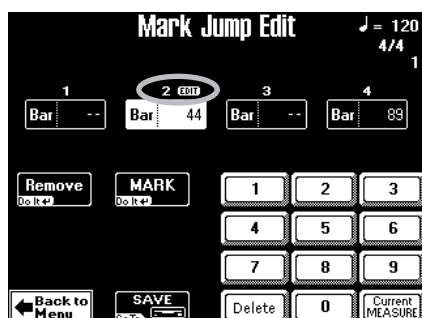 Mark Jump Edit
♩ = 120
4/4
1
1 2 EDIT 3 4
Bar -- Bar 44 Bar -- Bar 89
Remove MARK 1 2 3
Do It Do It
4 5 6
7 8 9
Back to SAVE Delete 0 Current
Menu MEASURE